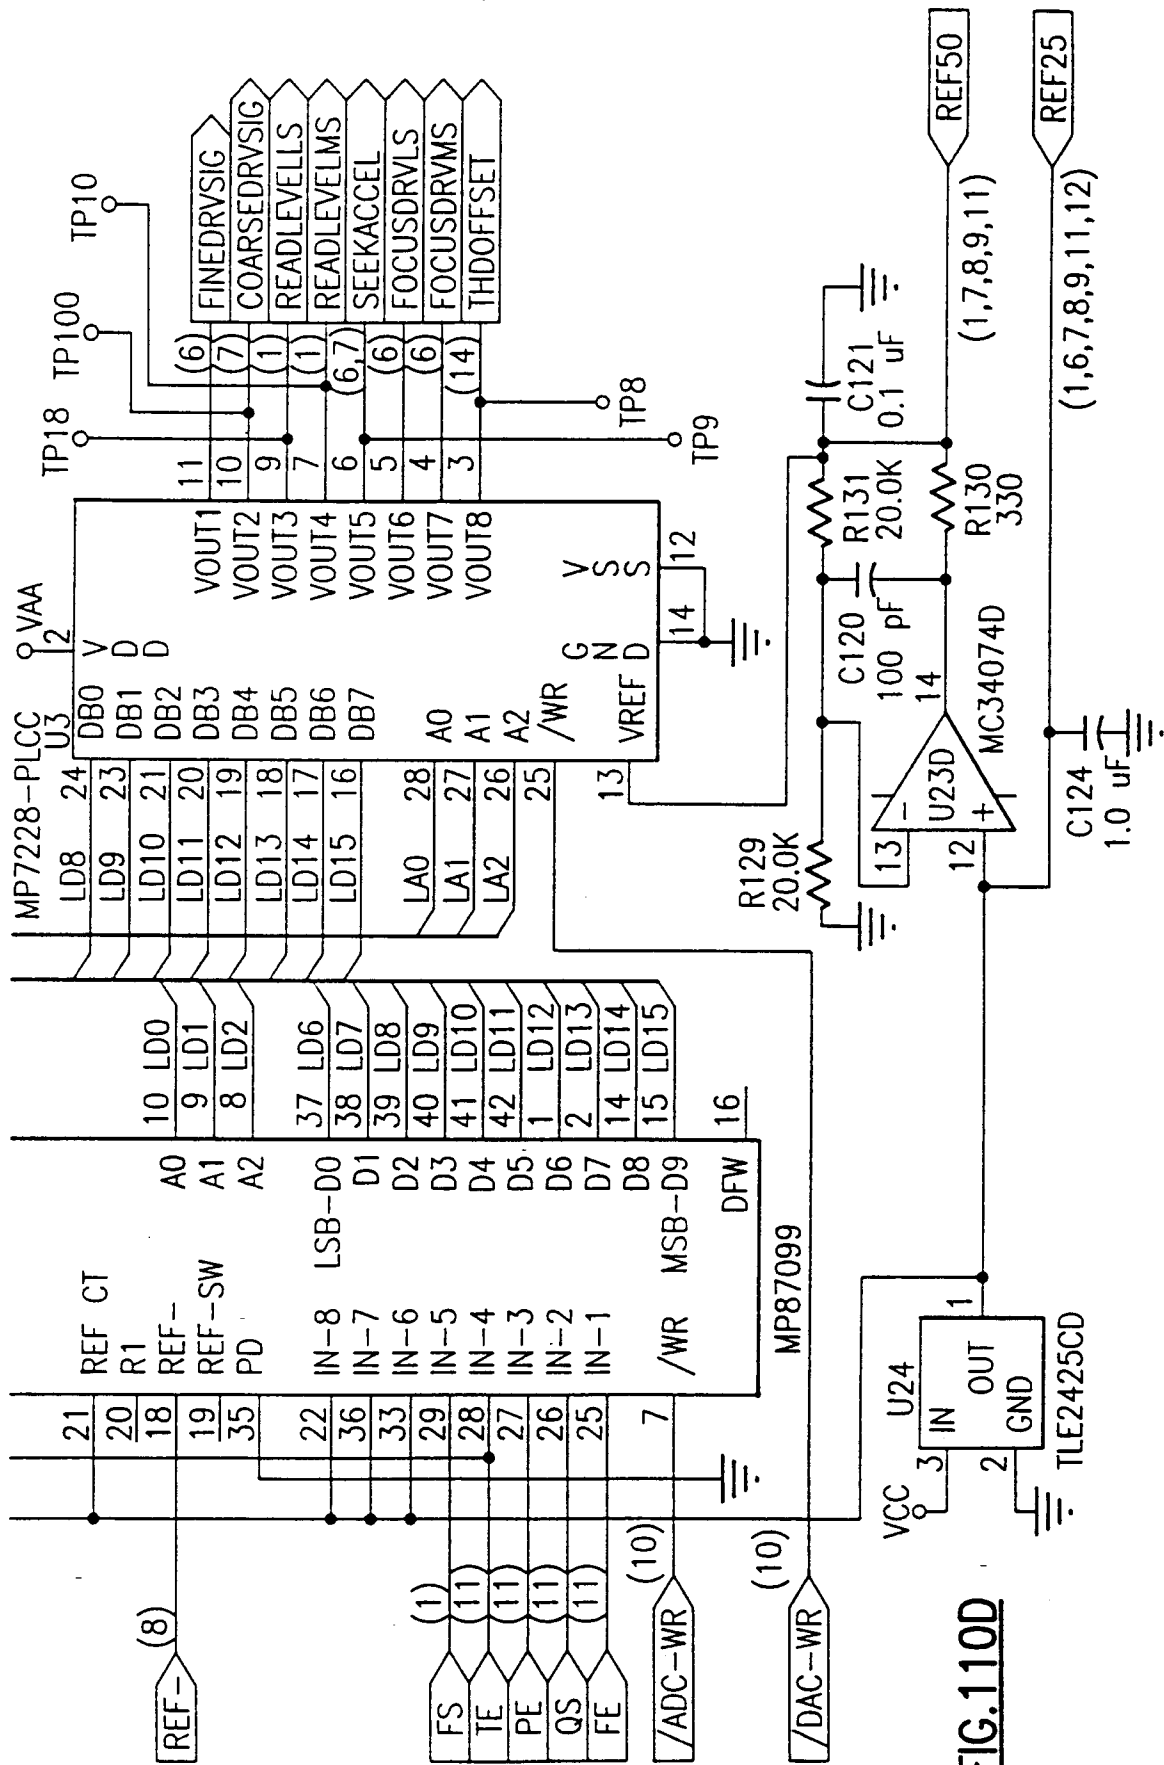 MP7228-PLCC
U3
VAA
2
V
D
D
LD8 24 DB0
LD9 23 DB1
LD10 21 DB2
LD11 20 DB3
LD12 19 DB4
LD13 18 DB5
LD14 17 DB6
LD15 16 DB7
LA0 28 A0
LA1 27 A1
LA2 26 A2
25 /WR
13 VREF
G
N
D
14
V
S
S
12
VOUT1 11 (6) FINEDRVSIG
VOUT2 10 (7) COARSEDRVSIG
VOUT3 9 (1) READLEVELLS
VOUT4 7 (1) READLEVELMS
VOUT5 6 (6,7) SEEKACCEL
VOUT6 5 (6) FOCUSDRVLS
VOUT7 4 (6) FOCUSDRVMS
VOUT8 3 (14) THDOFFSET
TP18
TP100
TP10
TP8
TP9
21 REF CT
20 R1
REF- (8) 18 REF-
19 REF-SW
35 PD
22 IN-8
36 IN-7
33 IN-6
FS (1) 29 IN-5
TE (11) 28 IN-4
PE (11) 27 IN-3
QS (11) 26 IN-2
FE (11) 25 IN-1
/ADC-WR (10) 7 /WR
/DAC-WR (10)
A0 10 LD0
A1 9 LD1
A2 8 LD2
LSB-D0 37 LD6
D1 38 LD7
D2 39 LD8
D3 40 LD9
D4 41 LD10
D5 42 LD11
D6 1 LD12
D7 2 LD13
D8 14 LD14
MSB-D9 15 LD15
DFW 16
MP87099
R129
20.0K
C120
100 pF
R131
20.0K
C121
0.1 uF
R130
330
13 -
12 +
U23D
14
MC34074D
REF50
(1,7,8,9,11)
REF25
(1,6,7,8,9,11,12)
C124
1.0 uF
VCC
3 IN
2 GND
OUT 1
U24
TLE2425CD
FIG.110D